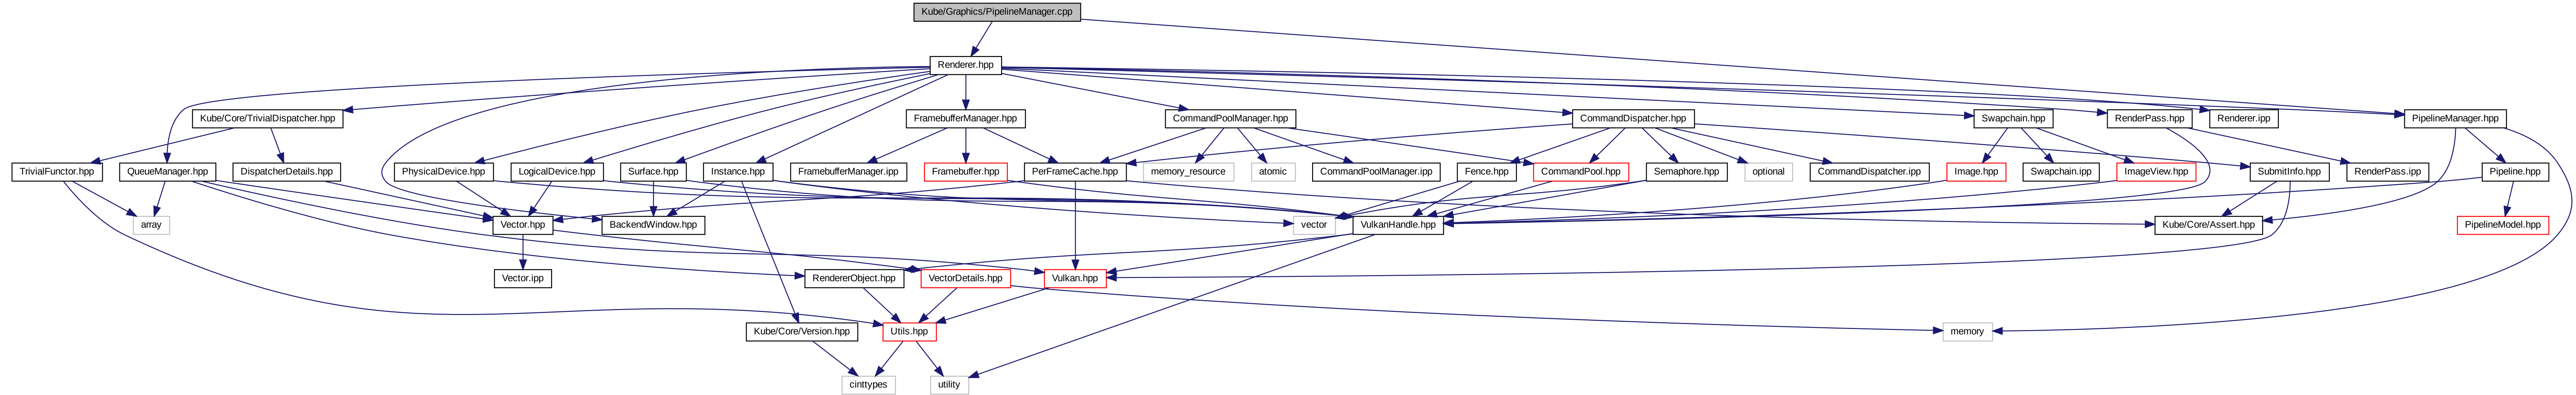 Kube/Graphics/PipelineManager.cpp
Renderer.hpp
Kube/Core/TrivialDispatcher.hpp
FramebufferManager.hpp
CommandPoolManager.hpp
CommandDispatcher.hpp
Swapchain.hpp
RenderPass.hpp
Renderer.ipp
PipelineManager.hpp
TrivialFunctor.hpp
QueueManager.hpp
DispatcherDetails.hpp
PhysicalDevice.hpp
LogicalDevice.hpp
Surface.hpp
Instance.hpp
FramebufferManager.ipp
Framebuffer.hpp
PerFrameCache.hpp
memory_resource
atomic
CommandPoolManager.ipp
Fence.hpp
CommandPool.hpp
Semaphore.hpp
optional
CommandDispatcher.ipp
Image.hpp
Swapchain.ipp
ImageView.hpp
SubmitInfo.hpp
RenderPass.ipp
Pipeline.hpp
array
Vector.hpp
BackendWindow.hpp
vector
VulkanHandle.hpp
Kube/Core/Assert.hpp
PipelineModel.hpp
Vector.ipp
RendererObject.hpp
VectorDetails.hpp
Vulkan.hpp
Kube/Core/Version.hpp
Utils.hpp
memory
cinttypes
utility